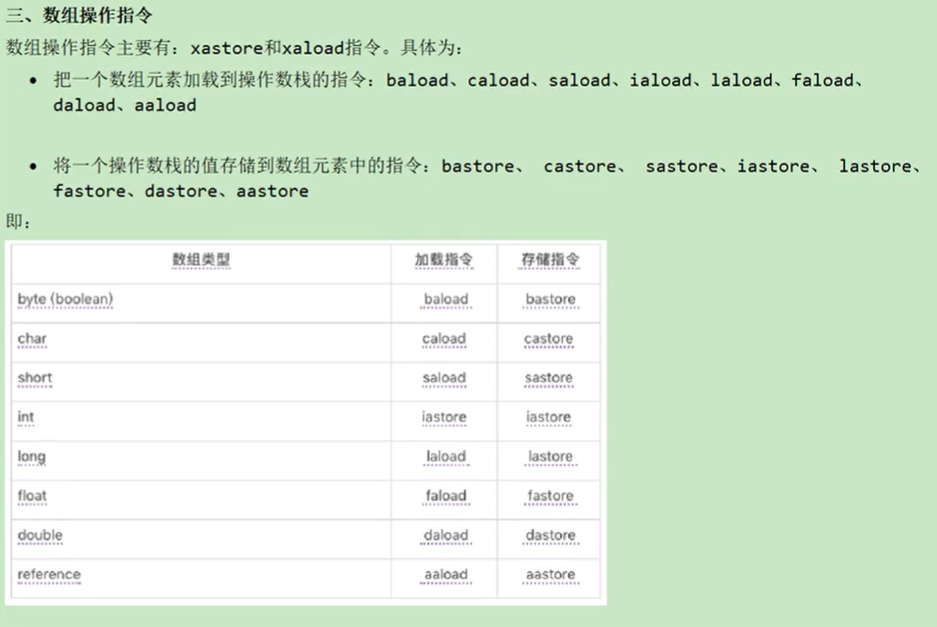 三、数组操作指令
数组操作指令主要有：xastore和xaload指令。具体为：
• 把一个数组元素加载到操作数栈的指令：baload、caload、saload、iaload、laload、faload、
daload、aaload
• 将一个操作数栈的值存储到数组元素中的指令：bastore、 castore、 sastore、iastore、 lastore、
fastore、dastore、aastore
即：
数组类型 加载指令 存储指令
byte (boolean) baload bastore
char caload castore
short saload sastore
int iastore iastore
long laload lastore
float faload fastore
double daload dastore
reference aaload aastore